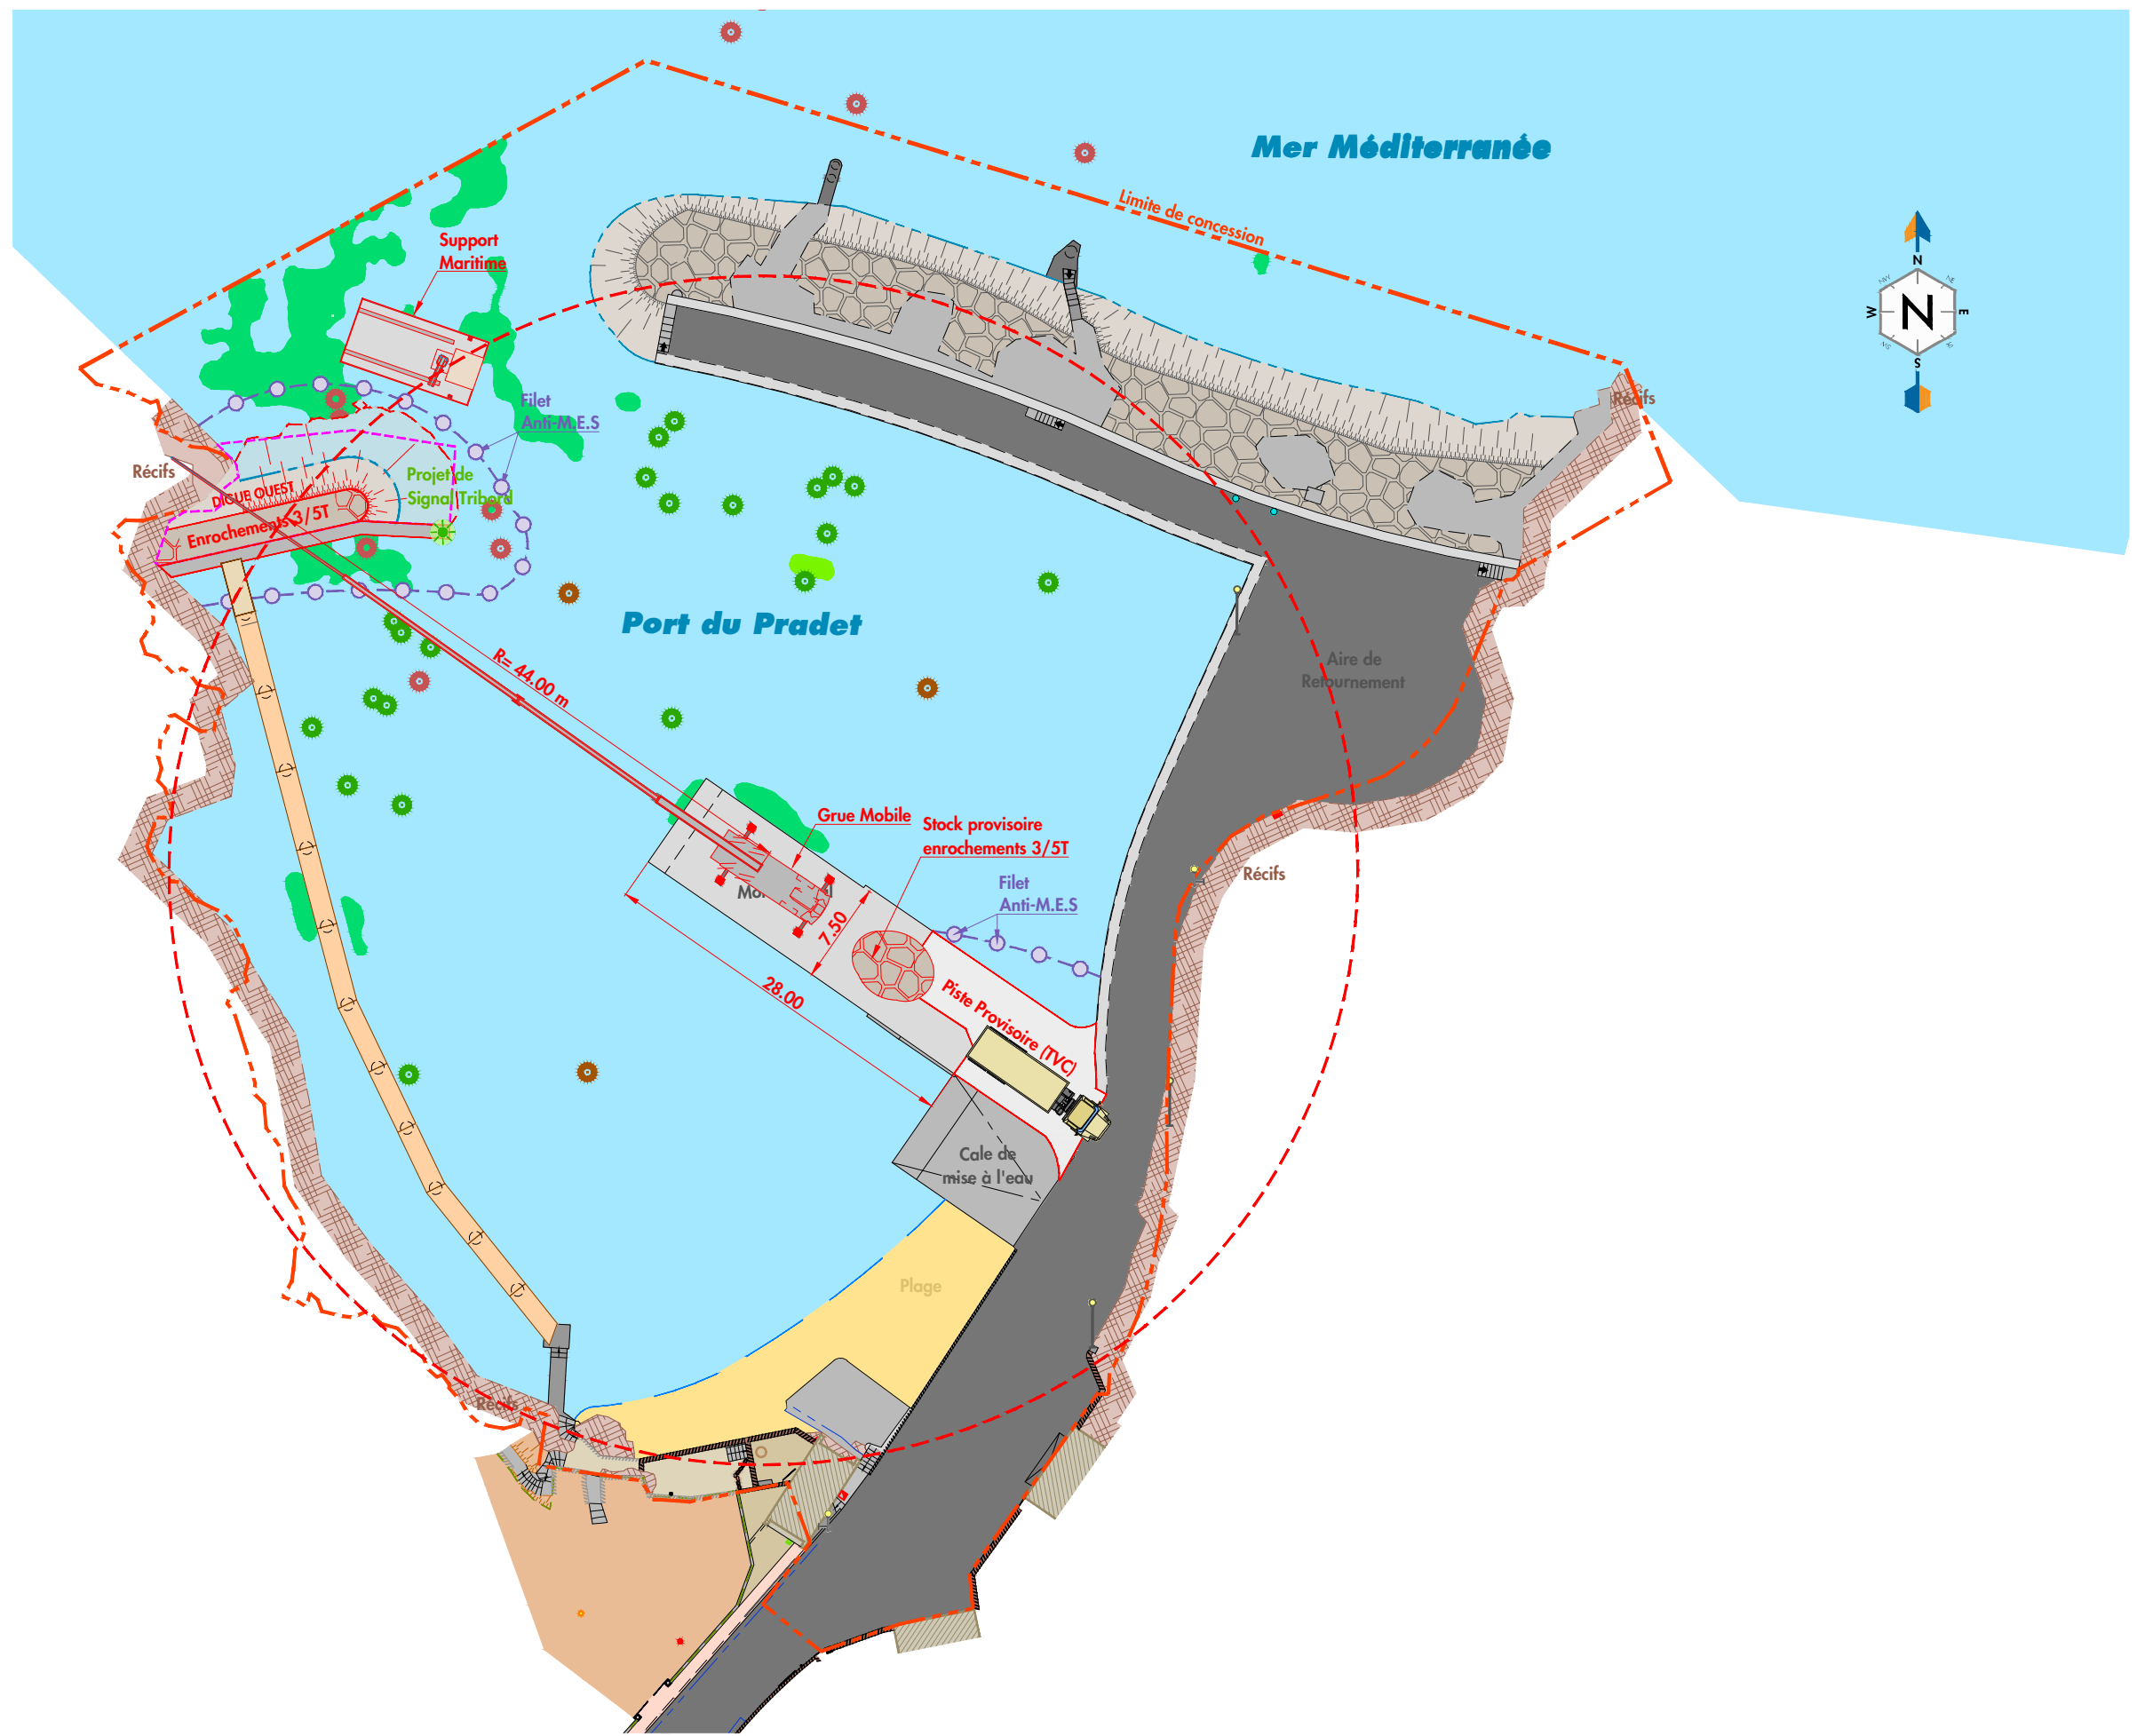 Mer Méditerranée
Limite de concession
Support
Maritime
N
N
W
E
S
Récifs
Filet
Anti-M.E.S
Récifs
Projet de
Signal Tribord
DIGUE OUEST
Enrochements 3/5T
Port du Pradet
R= 44.00 m
Aire de
Retournement
Grue Mobile
Stock provisoire
enrochements 3/5T
Récifs
Filet
Anti-M.E.S
7.50
28.00
Piste Provisoire (TVC)
Cale de
mise à l'eau
Plage
Récifs